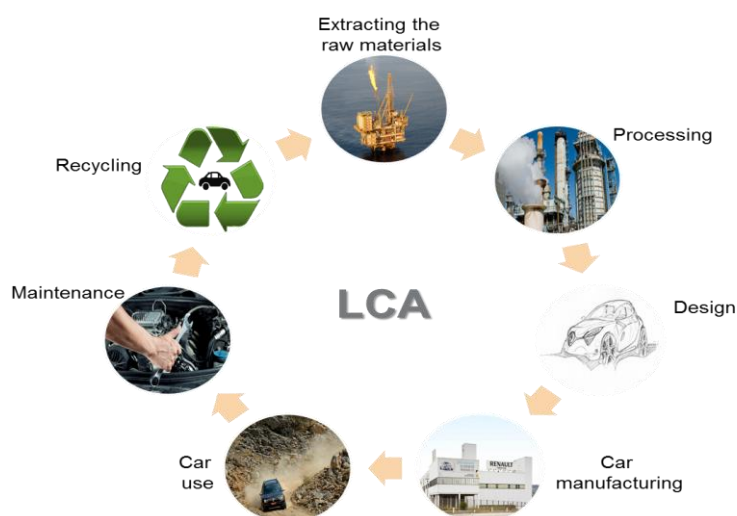 Extracting the
raw materials
Processing
Design
Car
manufacturing
RENAULT
Car
use
Maintenance
Recycling
LCA